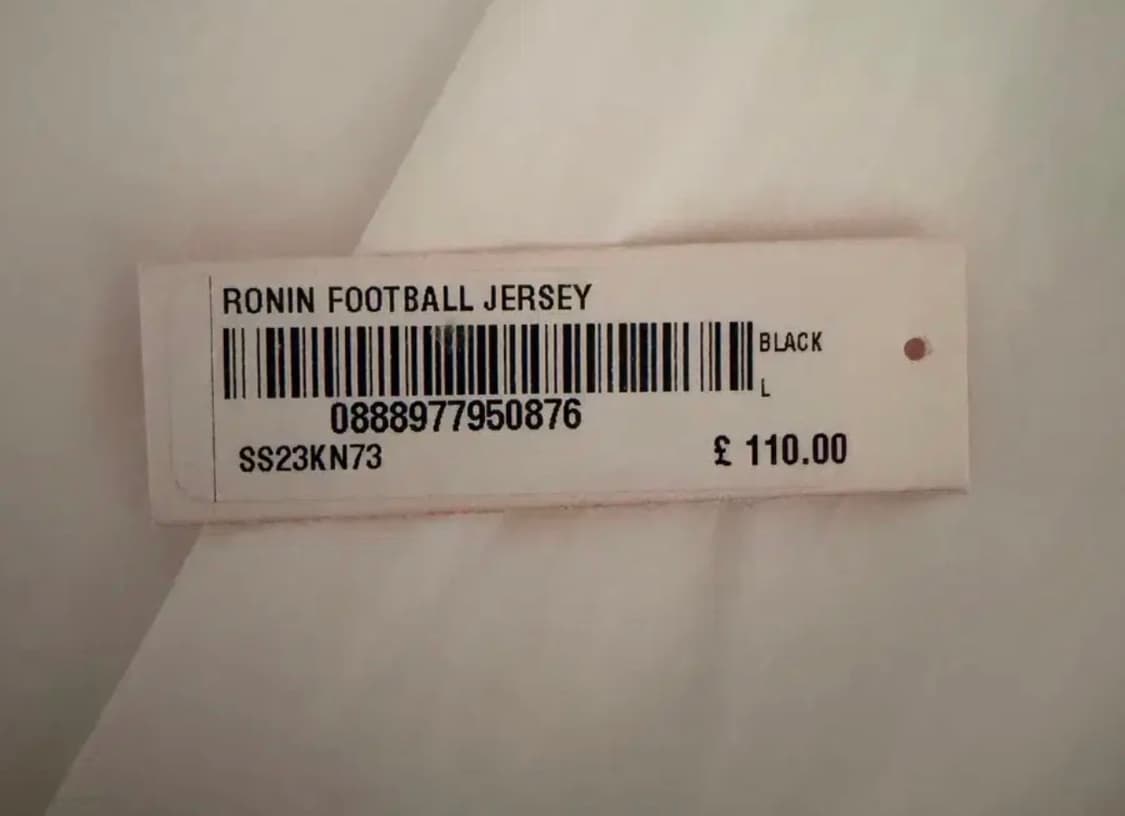 RONIN FOOTBALL JERSEY
BLACK
L
0888977950876
SS23KN73
£ 110.00